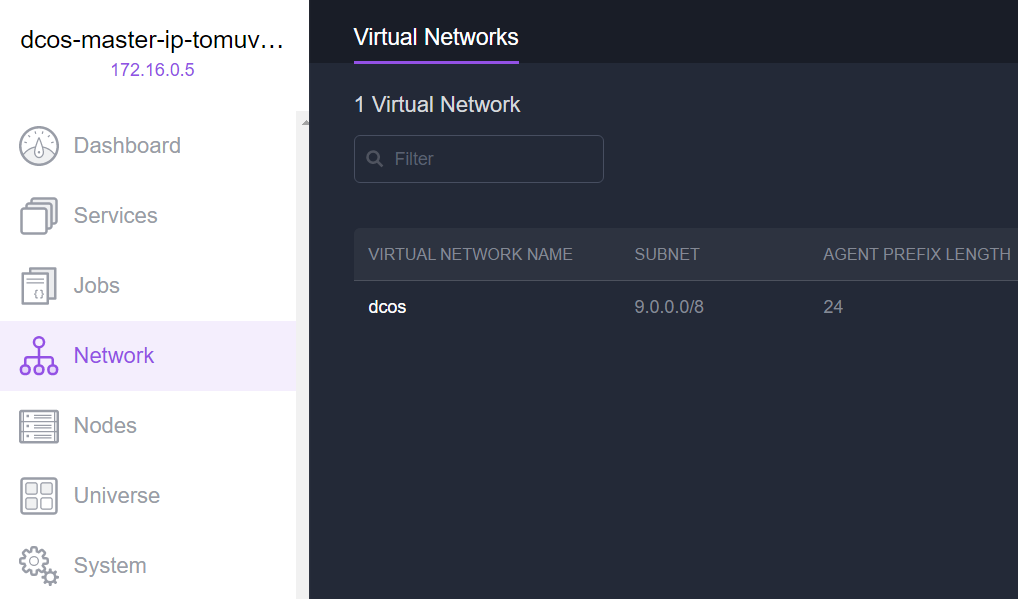 dcos-master-ip-tomuv...
172.16.0.5
Dashboard
Services
Jobs
{}
Network
Nodes
Universe
System
Virtual Networks
1 Virtual Network
Filter
VIRTUAL NETWORK NAME SUBNET AGENT PREFIX LENGTH
dcos 9.0.0.0/8 24